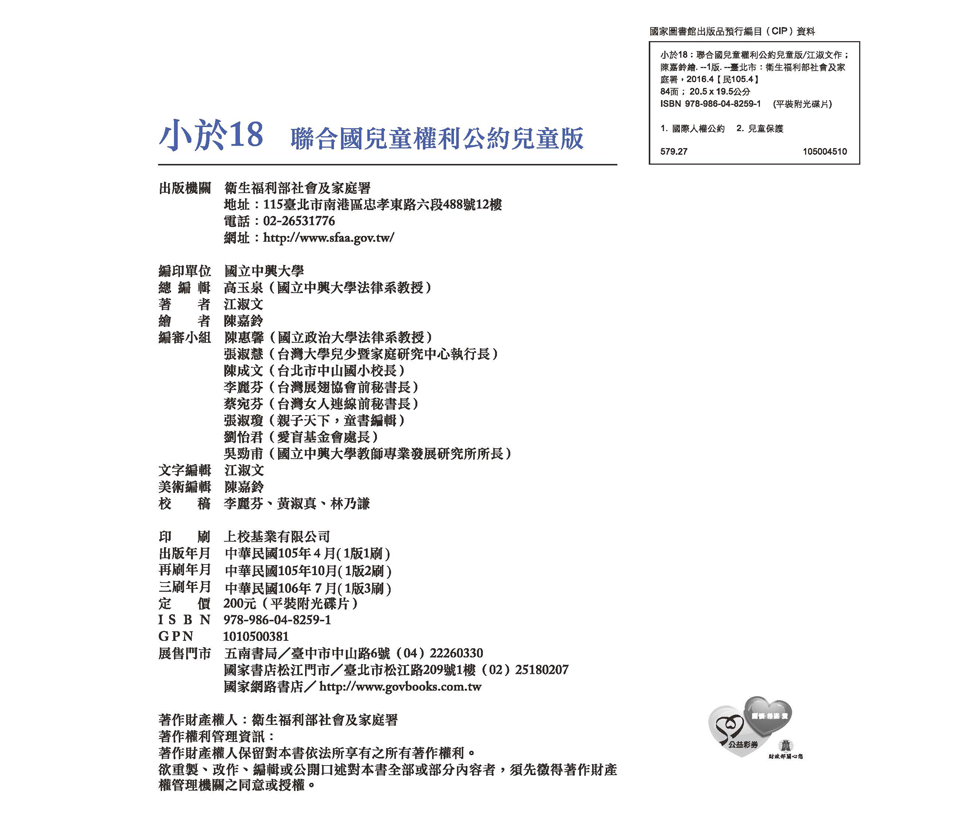 國家圖書館出版品預行編目（CIP）資料
小於18：聯合國兒童權利公約兒童版/江淑文作；
陳嘉鈴繪. --1版. --臺北市：衛生福利部社會及家
庭署，2016.4【民105.4】
84面； 20.5 x 19.5公分
ISBN 978-986-04-8259-1 (平裝附光碟片)
1. 國際人權公約 2. 兒童保護
579.27 105004510
小於18 聯合國兒童權利公約兒童版
出版機關 衛生福利部社會及家庭署
地址：115臺北市南港區忠孝東路六段488號12樓
電話：02-26531776
網址：http://www.sfaa.gov.tw/
編印單位 國立中興大學
總編輯 高玉泉（國立中興大學法律系教授）
著者 江淑文
繪者 陳嘉鈴
編審小組 陳惠馨（國立政治大學法律系教授）
張淑慧（台灣大學兒少暨家庭研究中心執行長）
陳成文（台北市中山國小校長）
李麗芬（台灣展翅協會前秘書長）
蔡宛芬（台灣女人連線前秘書長）
張淑瓊（親子天下，童書編輯）
劉怡君（愛盲基金會處長）
吳勁甫（國立中興大學教師專業發展研究所所長）
文字編輯 江淑文
美術編輯 陳嘉鈴
校稿 李麗芬、黃淑真、林乃謙
印刷 上校基業有限公司
出版年月 中華民國105年 4 月( 1版1刷 )
再刷年月 中華民國105年10月( 1版2刷 )
三刷年月 中華民國106年 7 月( 1版3刷 )
定價 200元（平裝附光碟片）
ISBN 978-986-04-8259-1
GPN 1010500381
展售門市 五南書局／臺中市中山路6號（04）22260330
國家書店松江門市／臺北市松江路209號1樓（02）25180207
國家網路書店／http://www.govbooks.com.tw
著作財產權人：衛生福利部社會及家庭署
著作權利管理資訊：
著作財產權人保留對本書依法所享有之所有著作權利。
欲重製、改作、編輯或公開口述對本書全部或部分內容者，須先徵得著作財產
權管理機關之同意或授權。
公益彩券
財政部關心您